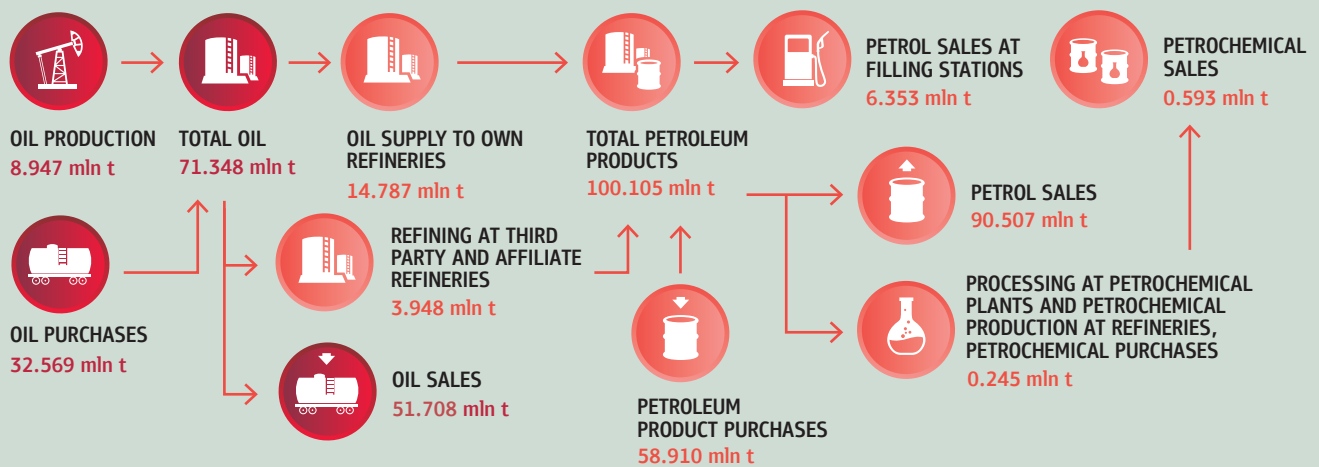 OIL PRODUCTION
8.947 mln t
TOTAL OIL
71.348 mln t
OIL SUPPLY TO OWN
REFINERIES
14.787 mln t
TOTAL PETROLEUM
PRODUCTS
100.105 mln t
PETROL SALES AT
FILLING STATIONS
6.353 mln t
PETROCHEMICAL
SALES
0.593 mln t
OIL PURCHASES
32.569 mln t
REFINING AT THIRD
PARTY AND AFFILIATE
REFINERIES
3.948 mln t
OIL SALES
51.708 mln t
PETROLEUM
PRODUCT PURCHASES
58.910 mln t
PETROL SALES
90.507 mln t
PROCESSING AT PETROCHEMICAL
PLANTS AND PETROCHEMICAL
PRODUCTION AT REFINERIES,
PETROCHEMICAL PURCHASES
0.245 mln t